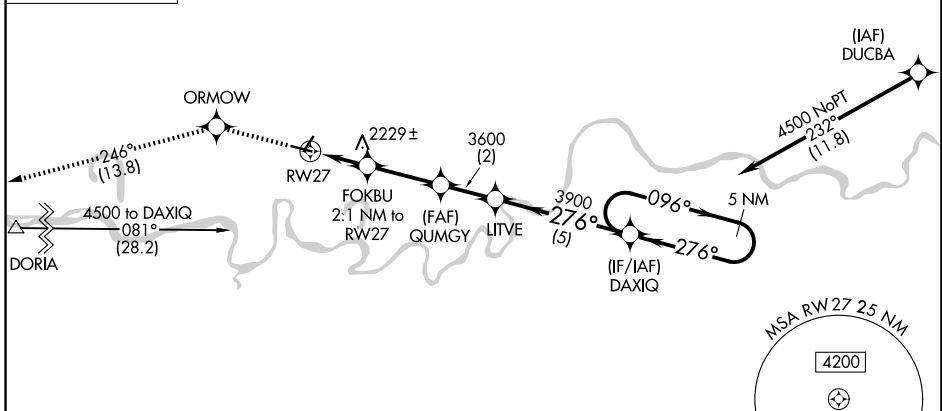 (IAF)
DUCBA
4500 NoPT
232°
(11.8)
ORMOW
246°
(13.8)
2229±
RW27
FOKBU
2.1 NM to
RW27
3600
(2)
(FAF)
QUMGY
LITVE
3900
276°
(5)
096°
5 NM
276°
(IF/IAF)
DAXIQ
4500 to DAXIQ
081°
(28.2)
DORIA
MSA RW27 25 NM
4200